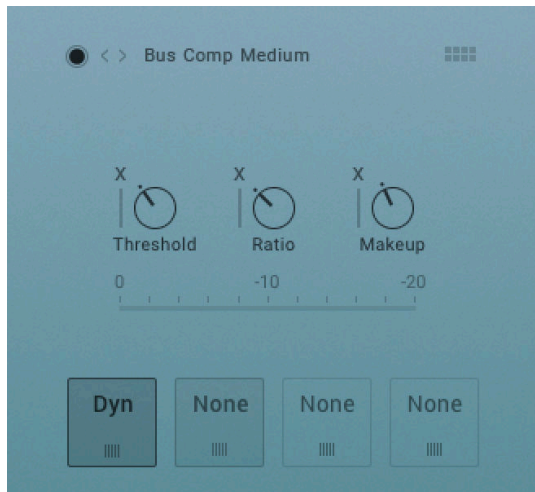 < > Bus Comp Medium
X X X
Threshold Ratio Makeup
0 -10 -20
Dyn None None None